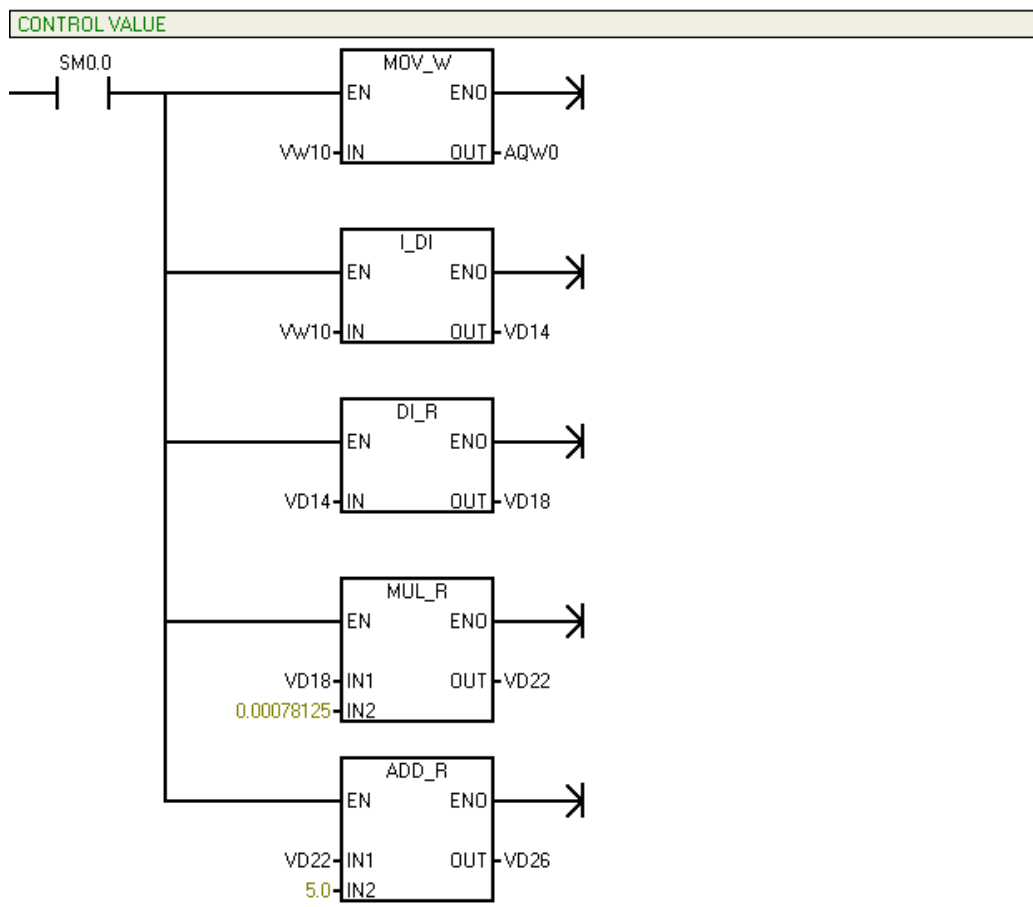 CONTROL VALUE
SM0.0
MOV_W
EN ENO
VW10 IN OUT AQW0
I_DI
EN ENO
VW10 IN OUT VD14
DI_R
EN ENO
VD14 IN OUT VD18
MUL_R
EN ENO
VD18 IN1 OUT VD22
0.00078125 IN2
ADD_R
EN ENO
VD22 IN1 OUT VD26
5.0 IN2